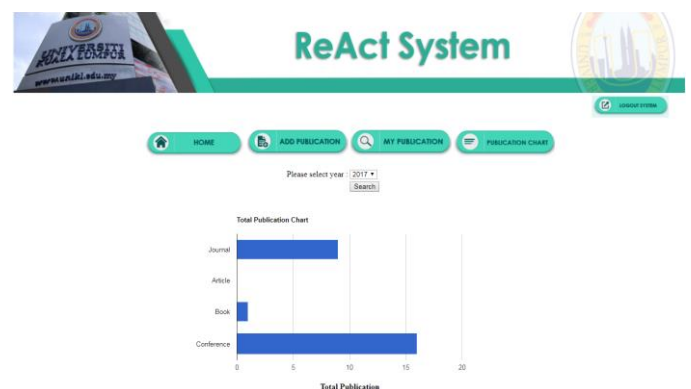 UNIVERSITI
KUALA LUMPUR
www.unikl.edu.my
ReAct System
LOGOUT SYSTEM
HOME
ADD PUBLICATION
MY PUBLICATION
PUBLICATION CHART
Please select year : 2017
Search
Total Publication Chart
Journal
Article
Book
Conference
0 5 10 15 20
Total Publication